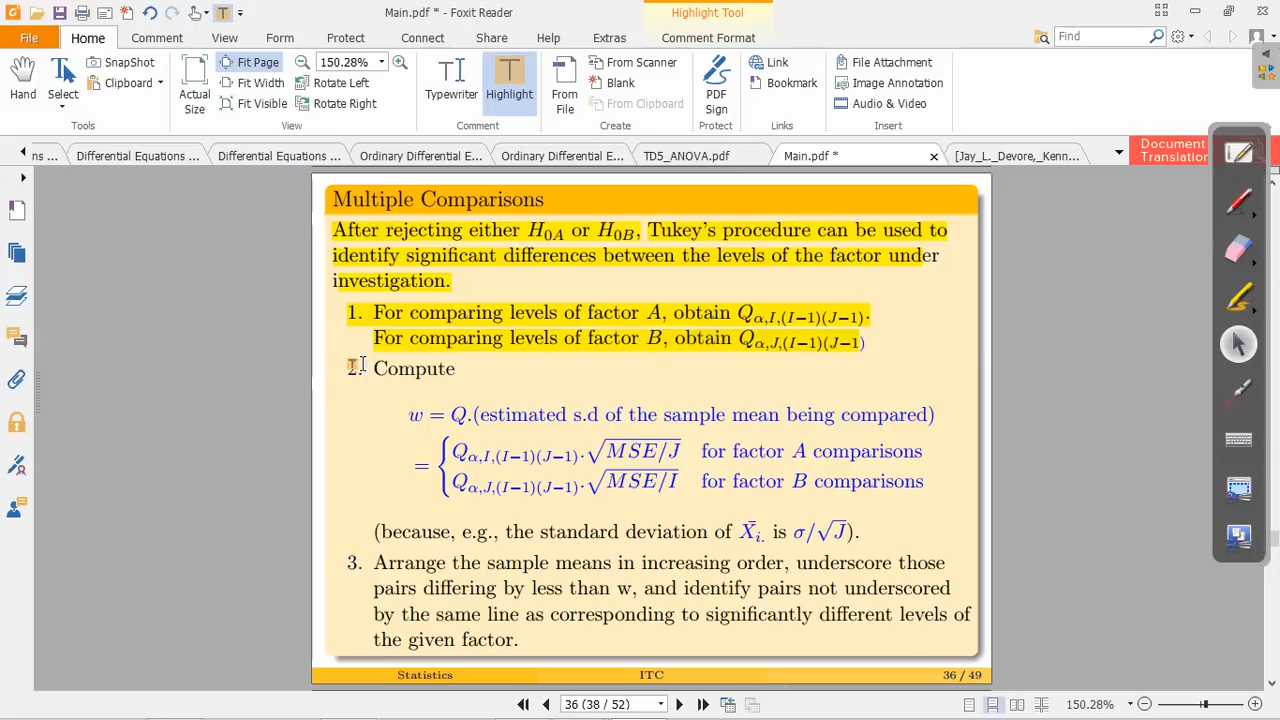 Main.pdf * - Foxit Reader
Highlight Tool
File Home Comment View Form Protect Connect Share Help Extras Comment Format Find
Hand Select SnapShot Clipboard Actual Size Fit Page Fit Width Fit Visible 150.28% Rotate Left Rotate Right Typewriter Highlight From File From Scanner Blank From Clipboard PDF Sign Link Bookmark File Attachment Image Annotation Audio & Video
Tools View Comment Create Protect Links Insert
ns ... Differential Equations ... Differential Equations ... Ordinary Differential E... Ordinary Differential E... TD5_ANOVA.pdf Main.pdf * [Jay_L._Devore,_Kenn... Document Translation
Multiple Comparisons
After rejecting either H0A or H0B, Tukey's procedure can be used to
identify significant differences between the levels of the factor under
investigation.
1. For comparing levels of factor A, obtain Qα,I,(I−1)(J−1).
For comparing levels of factor B, obtain Qα,J,(I−1)(J−1)
2. Compute
w = Q.(estimated s.d of the sample mean being compared)
= { Qα,I,(I−1)(J−1).√MSE/J for factor A comparisons
Qα,J,(I−1)(J−1).√MSE/I for factor B comparisons
(because, e.g., the standard deviation of X̄i. is σ/√J).
3. Arrange the sample means in increasing order, underscore those
pairs differing by less than w, and identify pairs not underscored
by the same line as corresponding to significantly different levels of
the given factor.
Statistics ITC 36 / 49
36 (38 / 52) 150.28%